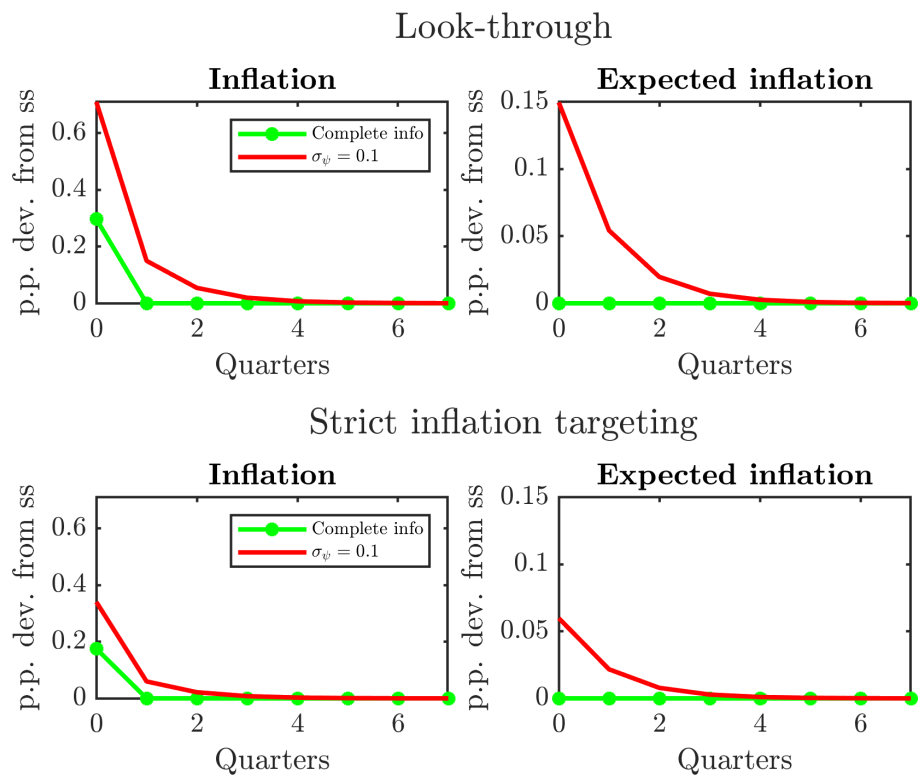 Look-through
Inflation
Expected inflation
p.p. dev. from ss
0.6
0.4
0.2
0
Complete info
σψ = 0.1
0 2 4 6
Quarters
p.p. dev. from ss
0.15
0.1
0.05
0
0 2 4 6
Quarters
Strict inflation targeting
Inflation
Expected inflation
p.p. dev. from ss
0.6
0.4
0.2
0
Complete info
σψ = 0.1
0 2 4 6
Quarters
p.p. dev. from ss
0.15
0.1
0.05
0
0 2 4 6
Quarters